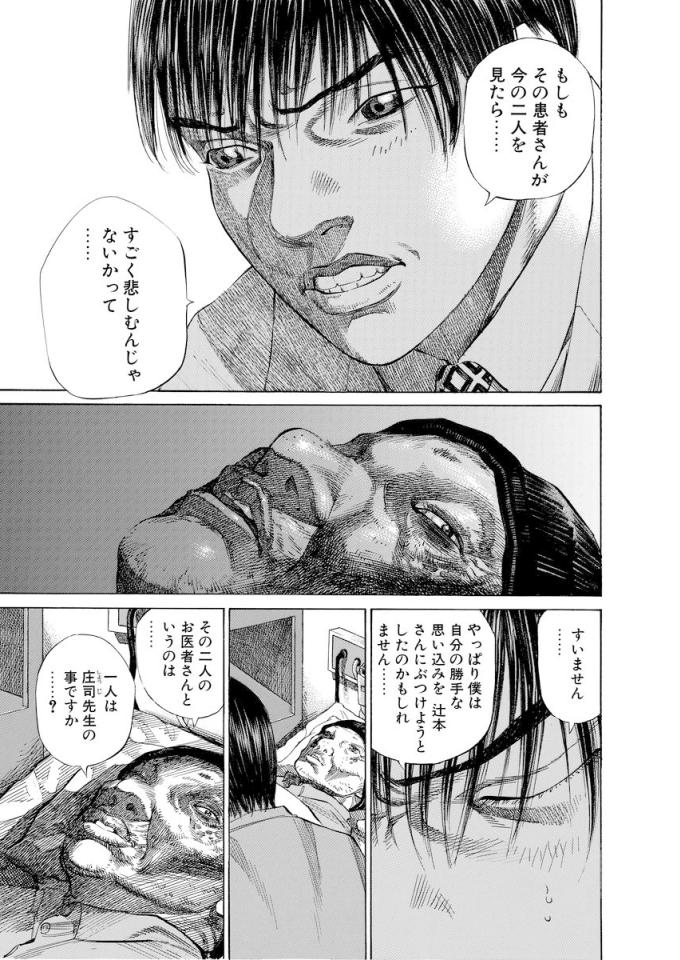 もしも
その患者さんが
今の二人を
見たら……
すごく悲しむんじゃ
ないかって
……
すいません
……
やっぱり僕は
自分の勝手な
思い込みを 辻本
さんにぶつけようと
したのかもしれ
ません……
その二人の
お医者さんと
いうのは
……
一人は
庄司先生の
しょうじ
事ですか
……?